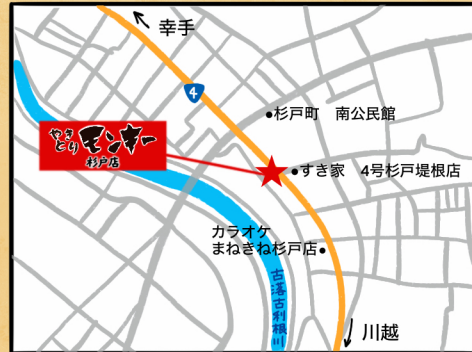 幸手
4
杉戸町　南公民館
やき
とり
モンキー
杉戸店
すき家　4号杉戸堤根店
カラオケ
まねきね杉戸店
古落古利根川
川越